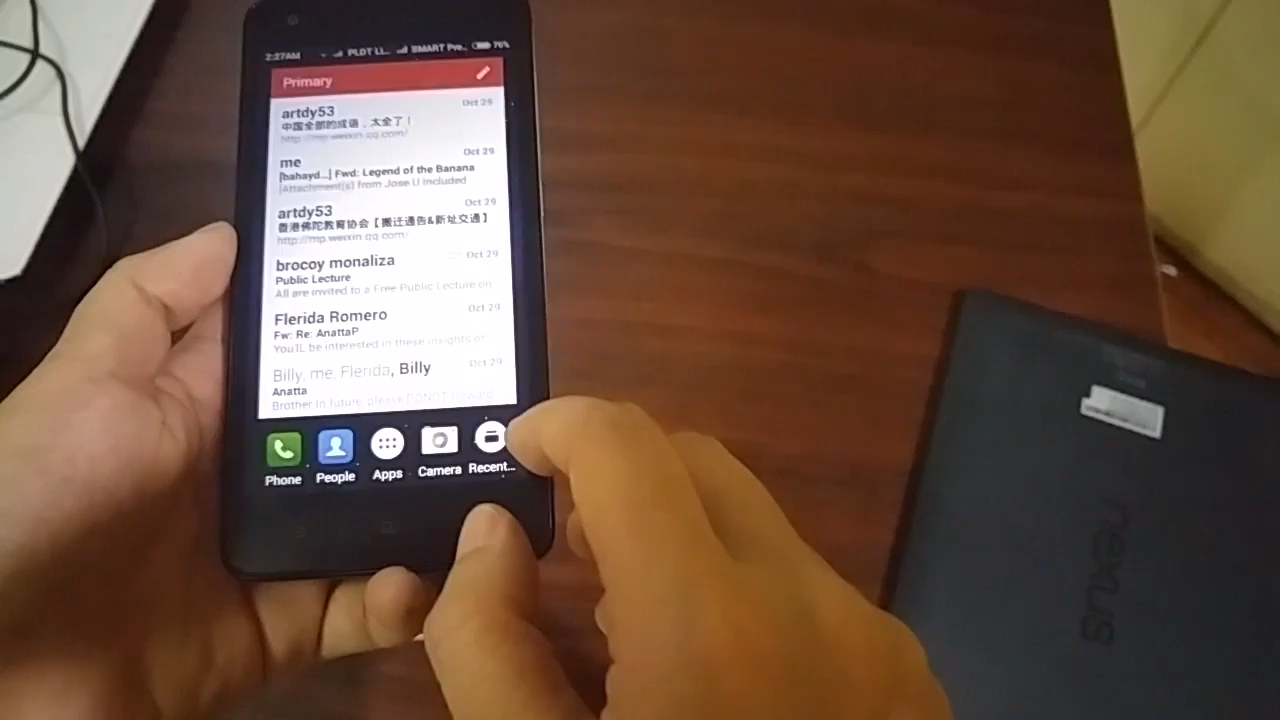 2:27AM PLDT LL... SMART Pre.. 76%
Primary
artdy53 Oct 29
中国全部的成语，太全了！
http://mp.weixin.qq.com/
me Oct 29
[bahayd...] Fwd: Legend of the Banana
[Attachment(s) from Jose U included
artdy53 Oct 29
香港佛陀教育协会【搬迁通告&新址交通】
http://mp.weixin.qq.com/
brocoy monaliza Oct 29
Public Lecture
All are invited to a Free Public Lecture on
Flerida Romero Oct 29
Fw: Re: AnattaP
You'll be interested in these insights of
Billy, me, Flerida, Billy Oct 29
Anatta
Brother In future, please DONOT forward
Phone People Apps Camera Recent...
nexus